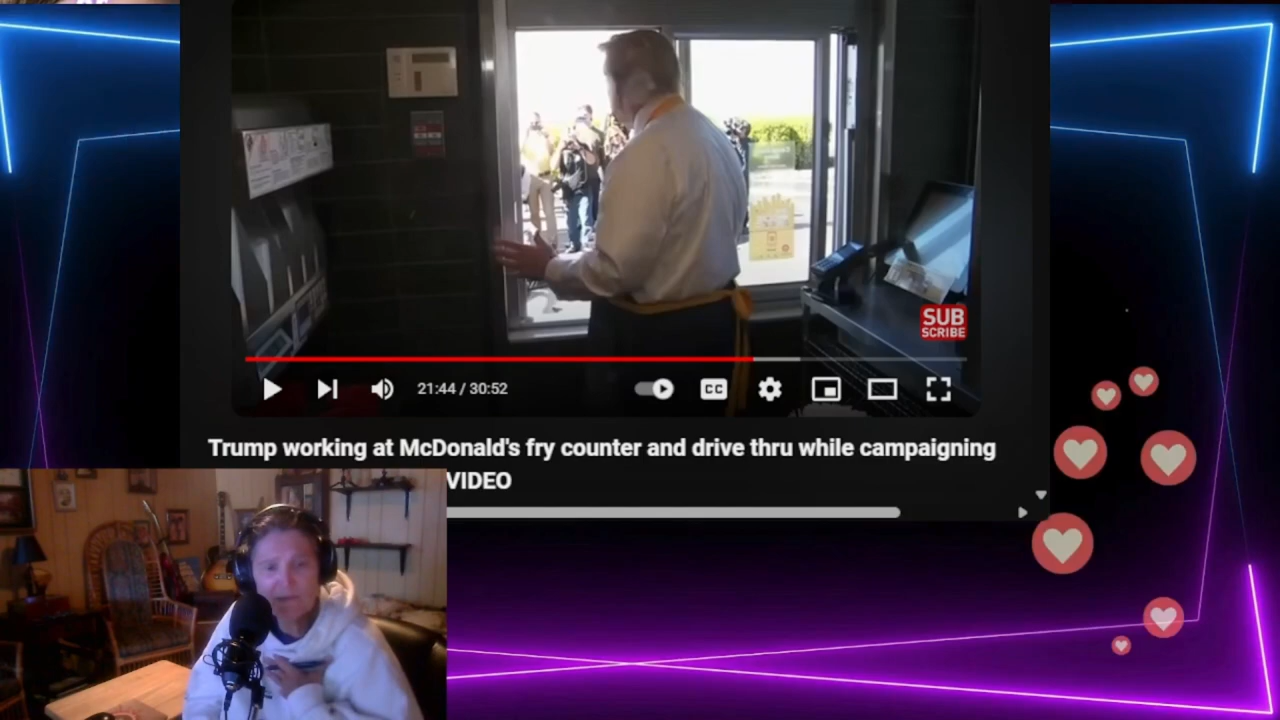 SUB
SCRIBE
21:44 / 30:52
CC
Trump working at McDonald's fry counter and drive thru while campaigning
VIDEO